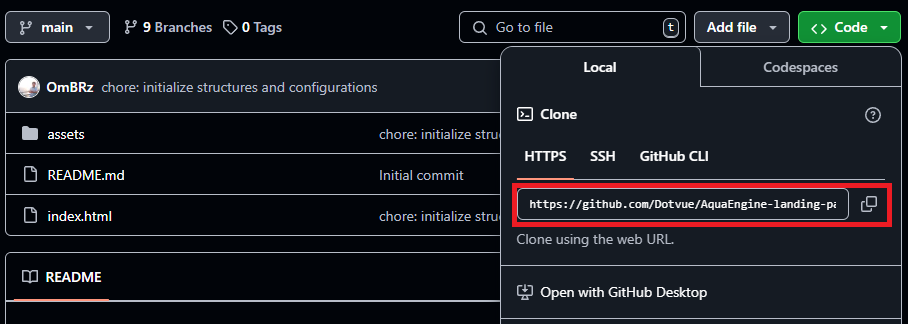 main 9 Branches 0 Tags Go to file t Add file Code
Local Codespaces
OmBRz chore: initialize structures and configurations
Clone
assets chore: initialize struc
HTTPS SSH GitHub CLI
README.md Initial commit
https://github.com/Dotvue/AquaEngine-landing-pa
index.html chore: initialize struc
Clone using the web URL.
README
Open with GitHub Desktop